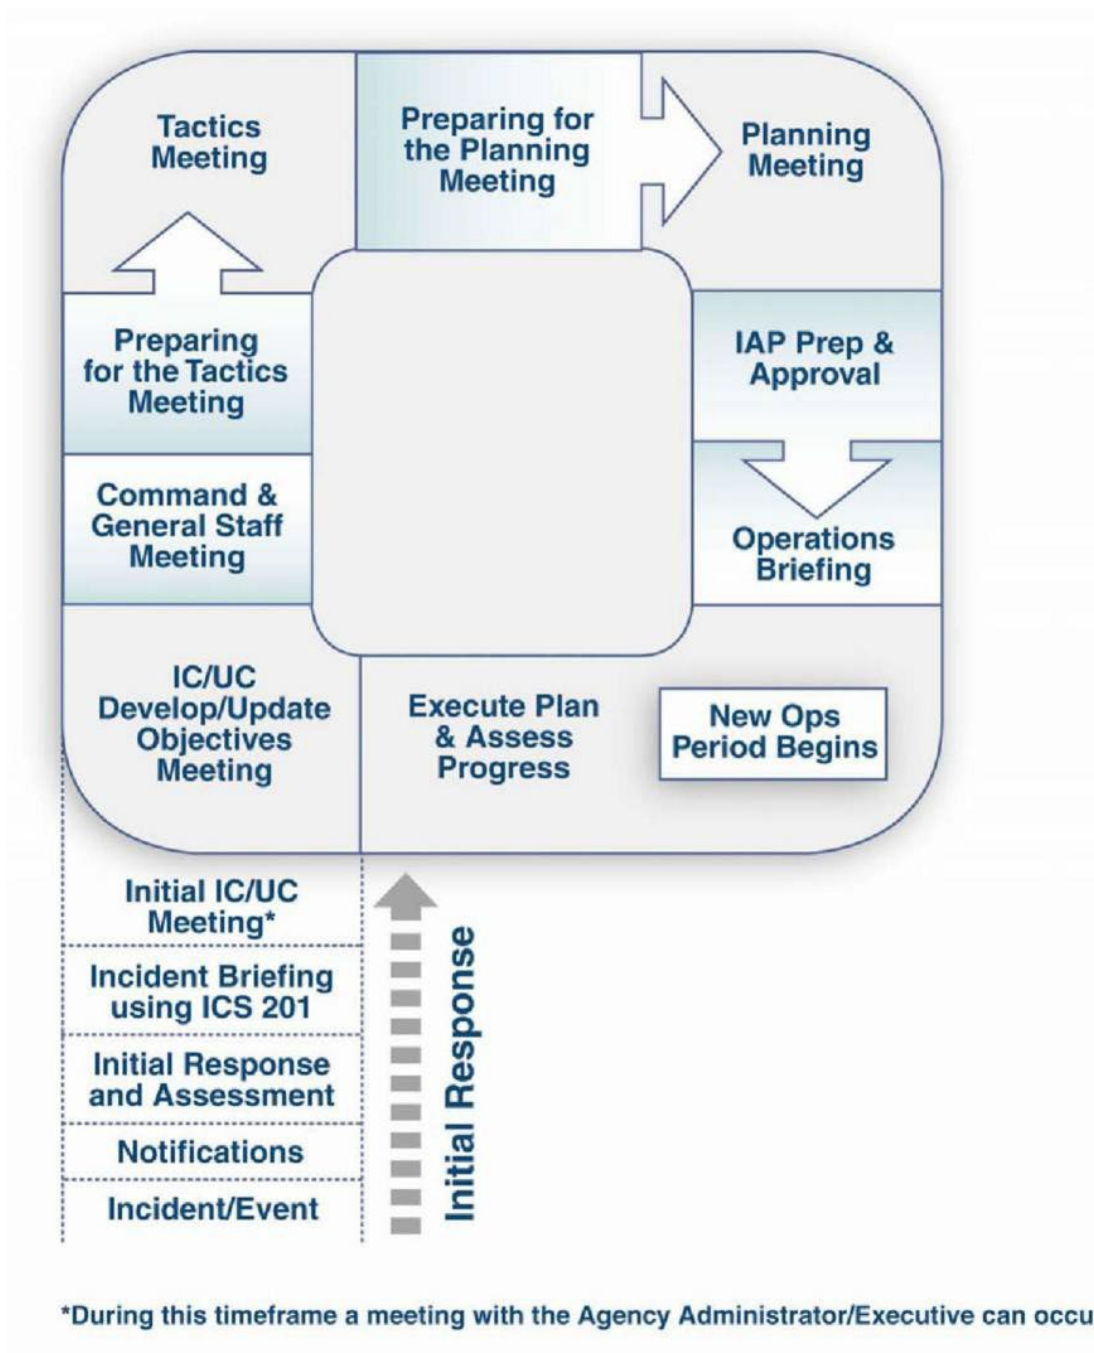 Tactics
Meeting
Preparing for
the Planning
Meeting
Planning
Meeting
Preparing
for the Tactics
Meeting
IAP Prep &
Approval
Command &
General Staff
Meeting
Operations
Briefing
IC/UC
Develop/Update
Objectives
Meeting
Execute Plan
& Assess
Progress
New Ops
Period Begins
Initial IC/UC
Meeting*
Incident Briefing
using ICS 201
Initial Response
and Assessment
Notifications
Incident/Event
Initial Response
*During this timeframe a meeting with the Agency Administrator/Executive can occu